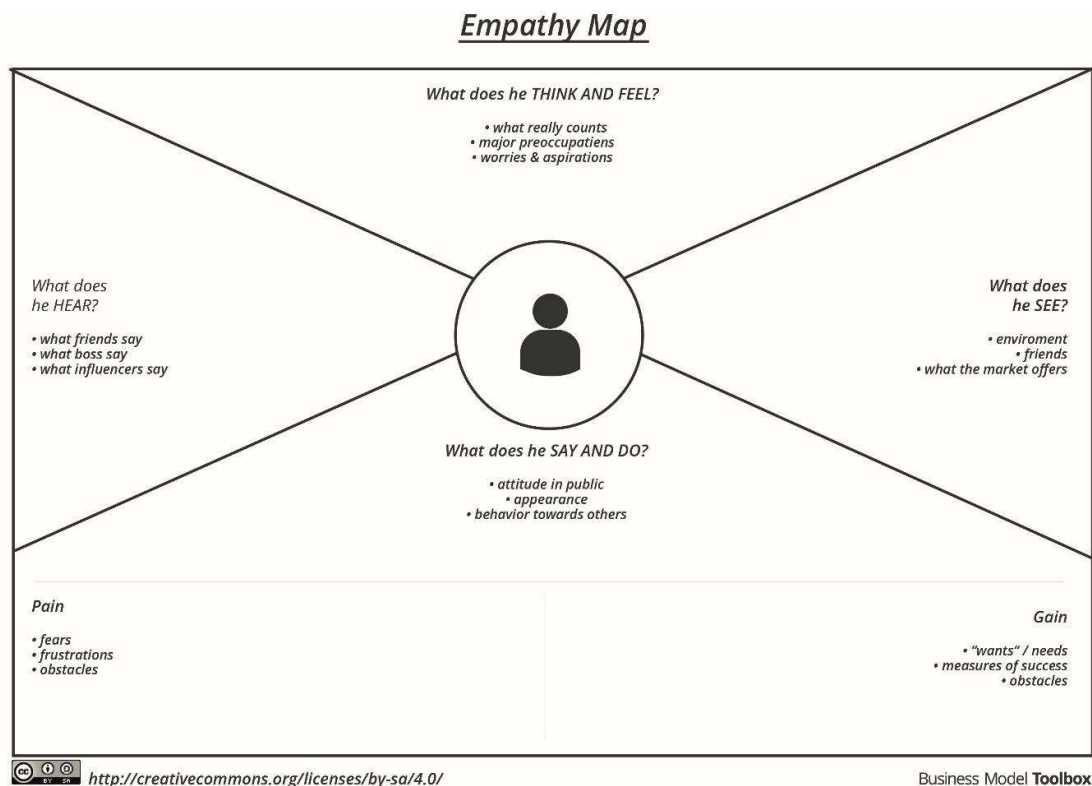 Empathy Map
What does he THINK AND FEEL?
• what really counts
• major preoccupatiens
• worries & aspirations
What does
he HEAR?
• what friends say
• what boss say
• what influencers say
What does
he SEE?
• enviroment
• friends
• what the market offers
What does he SAY AND DO?
• attitude in public
• appearance
• behavior towards others
Pain
• fears
• frustrations
• obstacles
Gain
• "wants" / needs
• measures of success
• obstacles
cc BY SA http://creativecommons.org/licenses/by-sa/4.0/
Business Model Toolbox